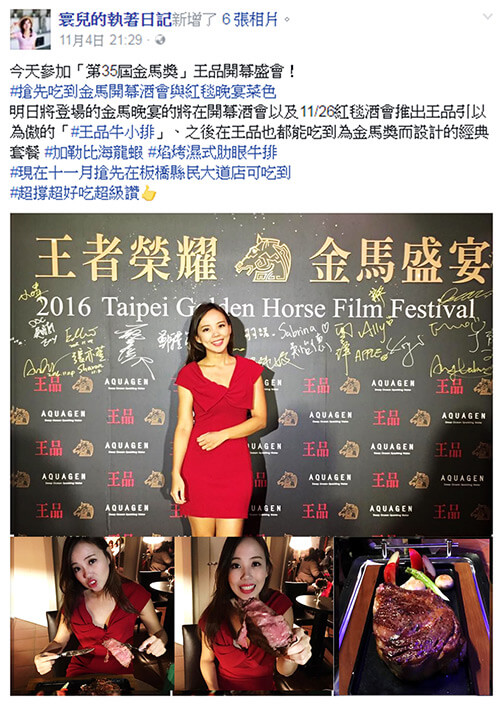 寰兒的執著日記新增了 6 張相片。
11月4日 21:29 ·
今天參加「第35屆金馬獎」王品開幕盛會！
#搶先吃到金馬開幕酒會與紅毯晚宴菜色
明日將登場的金馬晚宴的將在開幕酒會以及11/26紅毯酒會推出王品引以
為傲的「#王品牛小排」、之後在王品也都能吃到為金馬獎而設計的經典
套餐 #加勒比海龍蝦 #焰烤濕式肋眼牛排
#現在十一月搶先在板橋縣民大道店可吃到
#超撐超好吃超級讚
王者榮耀 金馬盛宴
2016 Taipei Golden Horse Film Festival
Sabrina
Ally
Ellie
APPLE
王品 AQUAGEN 王品 AQUAGEN
AQUAGEN 王品 AQUAGEN 王品
王品 AQUAGEN 王品 AQUAGEN
AQUAGEN 王品 AQUAGEN 王品
王品 AQUAGEN 王品 AQUAGEN